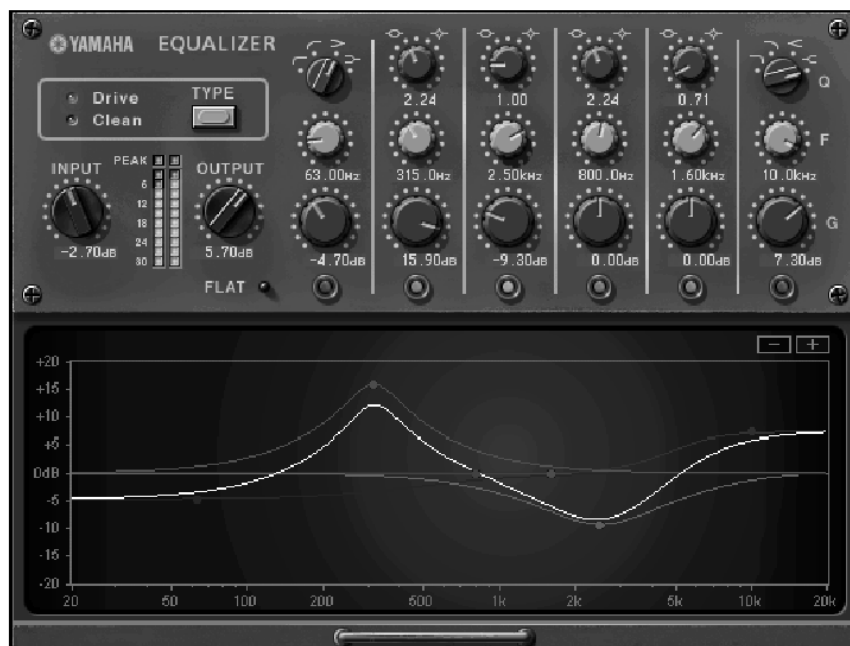 YAMAHA EQUALIZER
Drive
Clean
TYPE
INPUT
-2.70dB
PEAK
6
12
18
24
30
OUTPUT
5.70dB
FLAT
2.24 1.00 2.24 0.71 Q
63.00Hz 315.0Hz 2.50kHz 800.0Hz 1.60kHz 10.0kHz F
-4.70dB 15.90dB -9.30dB 0.00dB 0.00dB 7.30dB G
- +
+20
+15
+10
+5
0dB
-5
-10
-15
-20
20 50 100 200 500 1k 2k 5k 10k 20k